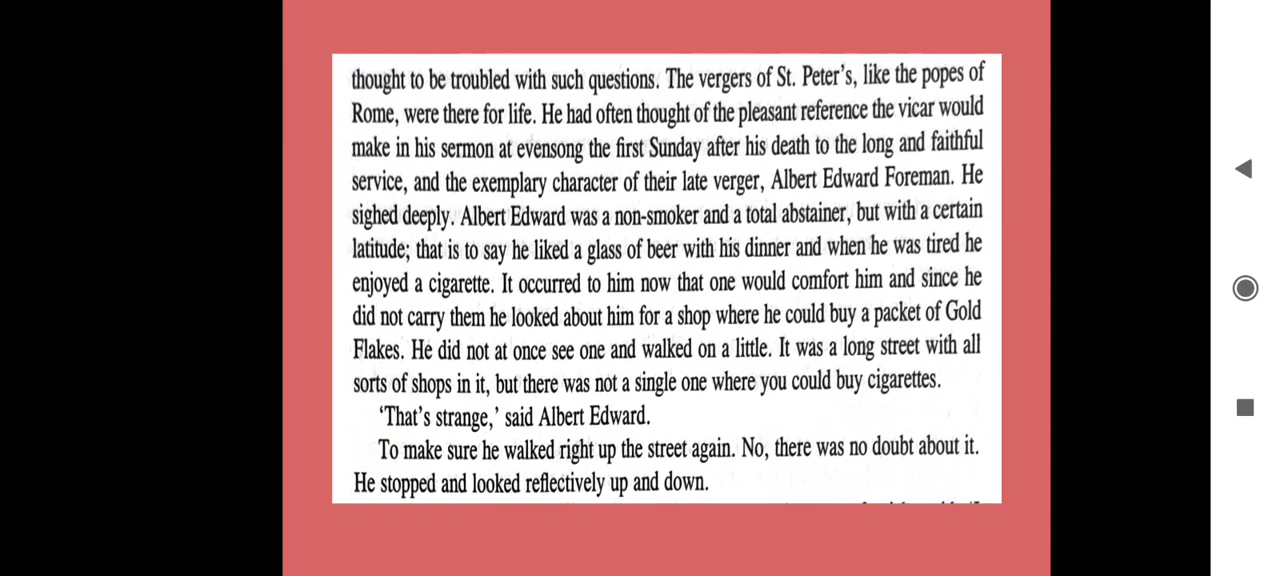 thought to be troubled with such questions. The vergers of St. Peter’s, like the popes of
Rome, were there for life. He had often thought of the pleasant reference the vicar would
make in his sermon at evensong the first Sunday after his death to the long and faithful
service, and the exemplary character of their late verger, Albert Edward Foreman. He
sighed deeply. Albert Edward was a non-smoker and a total abstainer, but with a certain
latitude; that is to say he liked a glass of beer with his dinner and when he was tired he
enjoyed a cigarette. It occurred to him now that one would comfort him and since he
did not carry them he looked about him for a shop where he could buy a packet of Gold
Flakes. He did not at once see one and walked on a little. It was a long street with all
sorts of shops in it, but there was not a single one where you could buy cigarettes.
‘That’s strange,’ said Albert Edward.
To make sure he walked right up the street again. No, there was no doubt about it.
He stopped and looked reflectively up and down.